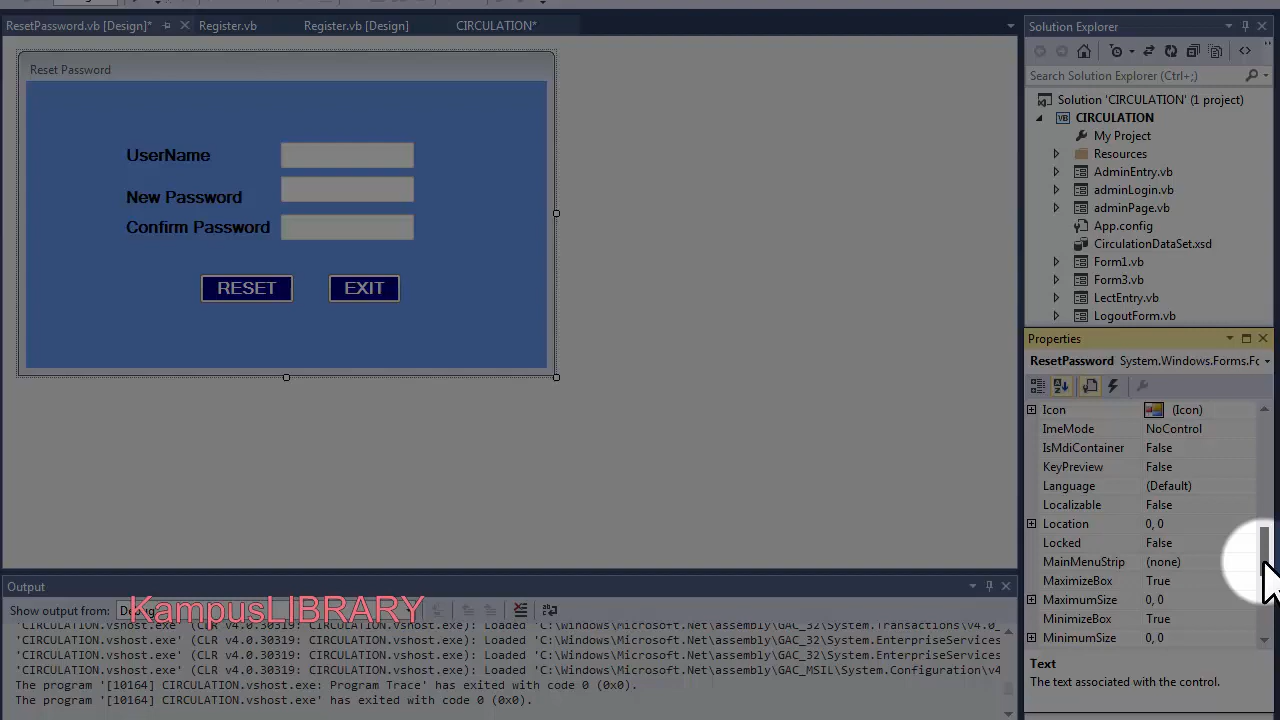 ResetPassword.vb [Design]*
Register.vb
Register.vb [Design]
CIRCULATION*
Reset Password
UserName
New Password
Confirm Password
RESET
EXIT
Solution Explorer
Search Solution Explorer (Ctrl+;)
Solution 'CIRCULATION' (1 project)
VB CIRCULATION
My Project
Resources
AdminEntry.vb
adminLogin.vb
adminPage.vb
App.config
CirculationDataSet.xsd
Form1.vb
Form3.vb
LectEntry.vb
LogoutForm.vb
Properties
ResetPassword System.Windows.Forms.Fo
Icon (Icon)
ImeMode NoControl
IsMdiContainer False
KeyPreview False
Language (Default)
Localizable False
Location 0, 0
Locked False
MainMenuStrip (none)
MaximizeBox True
MaximumSize 0, 0
MinimizeBox True
MinimumSize 0, 0
Text
The text associated with the control.
Output
Show output from:
KampusLIBRARY
'CIRCULATION.vshost.exe' (CLR v4.0.30319: CIRCULATION.vshost.exe): Loaded 'C:\Windows\Microsoft.Net\assembly\GAC_32\System.Transactions\v4.0_
'CIRCULATION.vshost.exe' (CLR v4.0.30319: CIRCULATION.vshost.exe): Loaded 'C:\Windows\Microsoft.Net\assembly\GAC_32\System.EnterpriseServices
'CIRCULATION.vshost.exe' (CLR v4.0.30319: CIRCULATION.vshost.exe): Loaded 'C:\Windows\Microsoft.Net\assembly\GAC_32\System.EnterpriseServices
'CIRCULATION.vshost.exe' (CLR v4.0.30319: CIRCULATION.vshost.exe): Loaded 'C:\Windows\Microsoft.Net\assembly\GAC_MSIL\System.Configuration\v4
The program '[10164] CIRCULATION.vshost.exe: Program Trace' has exited with code 0 (0x0).
The program '[10164] CIRCULATION.vshost.exe' has exited with code 0 (0x0).